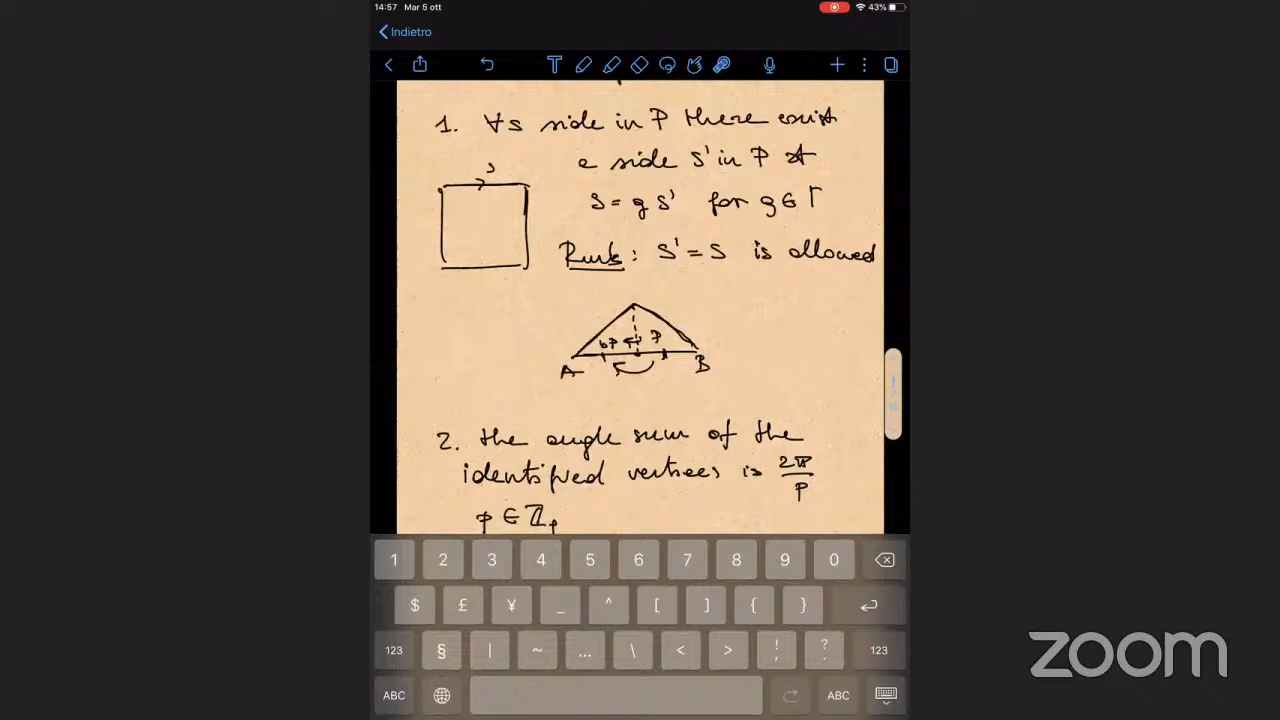 14:57 Mar 5 ott 43%
Indietro
1. ∀s side in P there exist
s
a side s' in P st
s = g s' for g ∈ Γ
Rmk: s' = s is allowed
P
A B
2. the angle sum of the
identified vertices is 2π/p
p ∈ ℤ
1 2 3 4 5 6 7 8 9 0
$ £ ¥ _ ^ [ ] { }
123 § | ~ ... \ < > ! , ? . 123
ABC ABC
zoom